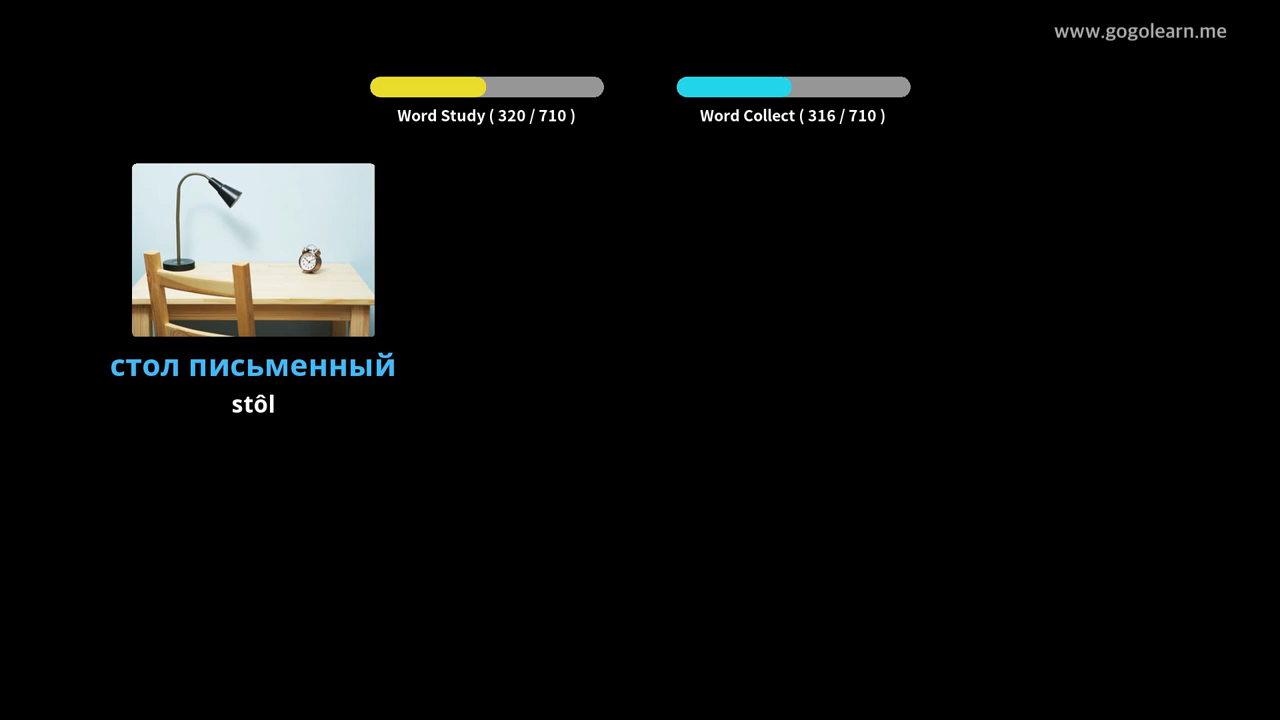 www.gogolearn.me
Word Study ( 320 / 710 )
Word Collect ( 316 / 710 )
стол письменный
stôl